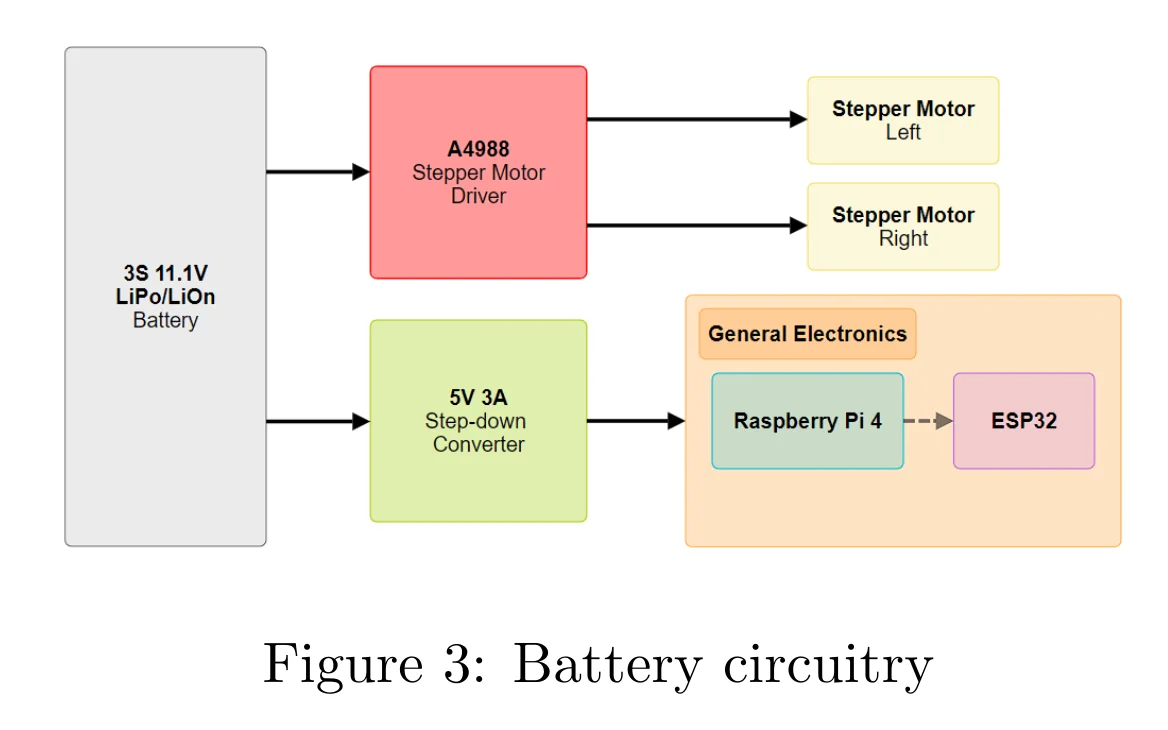 3S 11.1V
LiPo/LiOn
Battery
A4988
Stepper Motor
Driver
Stepper Motor
Left
Stepper Motor
Right
5V 3A
Step-down
Converter
General Electronics
Raspberry Pi 4
ESP32
Figure 3: Battery circuitry